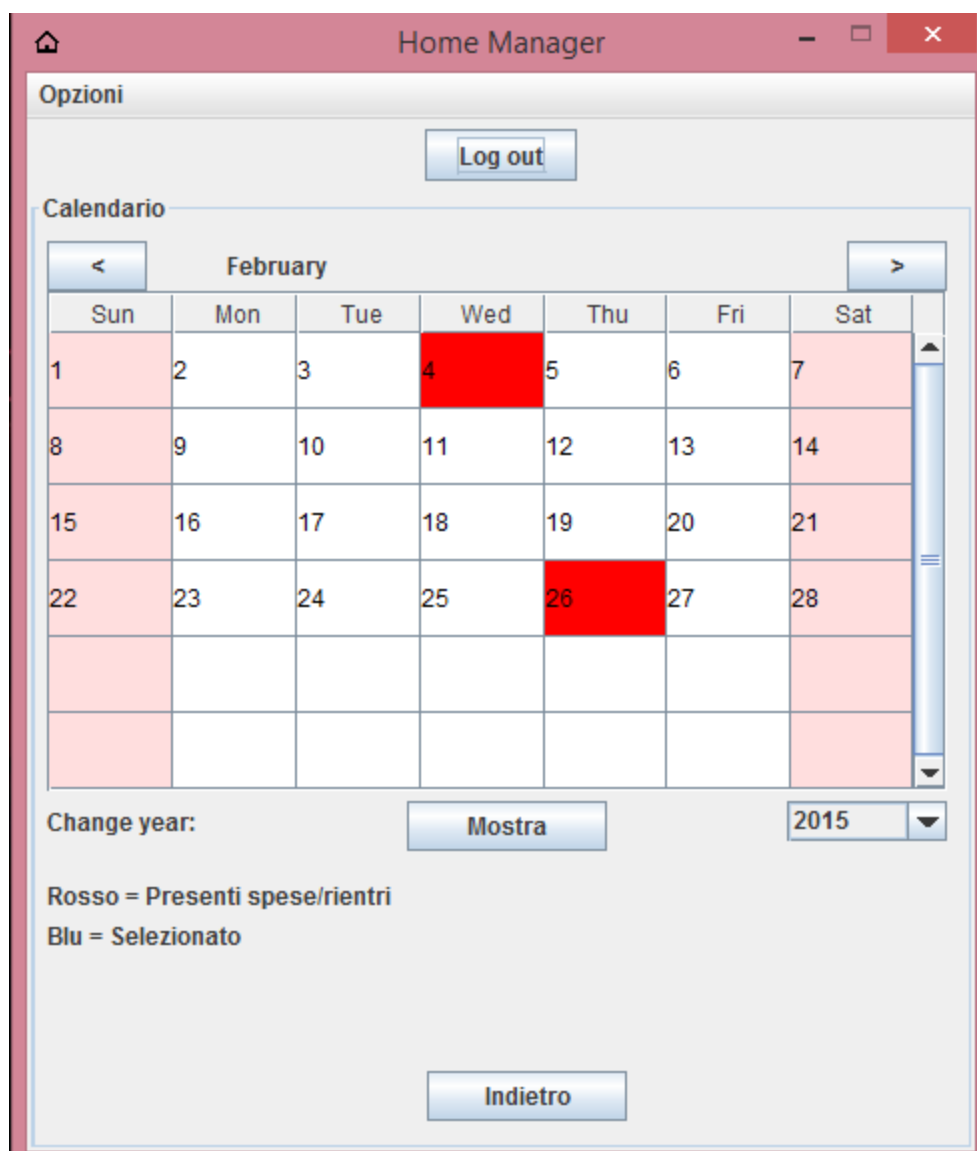 Home Manager
Opzioni
Log out
Calendario
< February >
Sun Mon Tue Wed Thu Fri Sat
1 2 3 4 5 6 7
8 9 10 11 12 13 14
15 16 17 18 19 20 21
22 23 24 25 26 27 28
Change year: Mostra 2015
Rosso = Presenti spese/rientri
Blu = Selezionato
Indietro